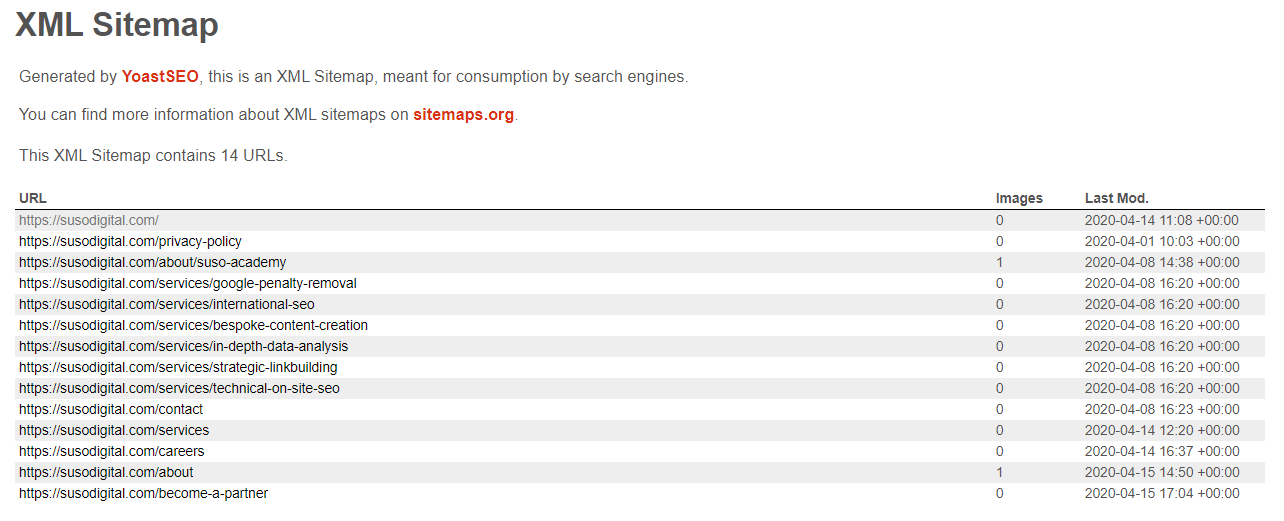 XML Sitemap
Generated by YoastSEO, this is an XML Sitemap, meant for consumption by search engines.
You can find more information about XML sitemaps on sitemaps.org.
This XML Sitemap contains 14 URLs.
URL Images Last Mod.
https://susodigital.com/ 0 2020-04-14 11:08 +00:00
https://susodigital.com/privacy-policy 0 2020-04-01 10:03 +00:00
https://susodigital.com/about/suso-academy 1 2020-04-08 14:38 +00:00
https://susodigital.com/services/google-penalty-removal 0 2020-04-08 16:20 +00:00
https://susodigital.com/services/international-seo 0 2020-04-08 16:20 +00:00
https://susodigital.com/services/bespoke-content-creation 0 2020-04-08 16:20 +00:00
https://susodigital.com/services/in-depth-data-analysis 0 2020-04-08 16:20 +00:00
https://susodigital.com/services/strategic-linkbuilding 0 2020-04-08 16:20 +00:00
https://susodigital.com/services/technical-on-site-seo 0 2020-04-08 16:20 +00:00
https://susodigital.com/contact 0 2020-04-08 16:23 +00:00
https://susodigital.com/services 0 2020-04-14 12:20 +00:00
https://susodigital.com/careers 0 2020-04-14 16:37 +00:00
https://susodigital.com/about 1 2020-04-15 14:50 +00:00
https://susodigital.com/become-a-partner 0 2020-04-15 17:04 +00:00